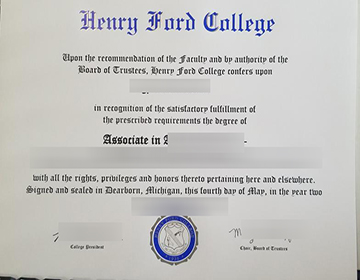 Henry Ford College
Upon the recommendation of the Faculty and by authority of the
Board of Trustees, Henry Ford College confers upon
in recognition of the satisfactory fulfillment of
the prescribed requirements the degree of
Associate in
with all the rights, privileges and honors thereto pertaining here and elsewhere.
Signed and sealed in Dearborn, Michigan, this fourth day of May, in the year two
College President
Chair, Board of Trustees